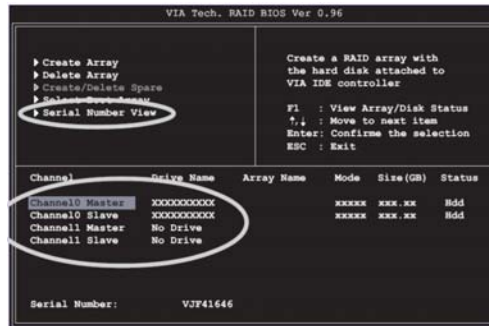 VIA Tech. RAID BIOS Ver 0.96
Create Array
Delete Array
Create/Delete Spare
Select Boot Array
Serial Number View
Create a RAID array with
the hard disk attached to
VIA IDE controller
F1 : View Array/Disk Status
↑,↓ : Move to next item
Enter: Confirme the selection
ESC : Exit
Channel Drive Name Array Name Mode Size(GB) Status
Channel0 Master XXXXXXXXXX XXXXX XXX.XX Hdd
Channel0 Slave XXXXXXXXXX XXXXX XXX.XX Hdd
Channel1 Master No Drive
Channel1 Slave No Drive
Serial Number: VJF41646